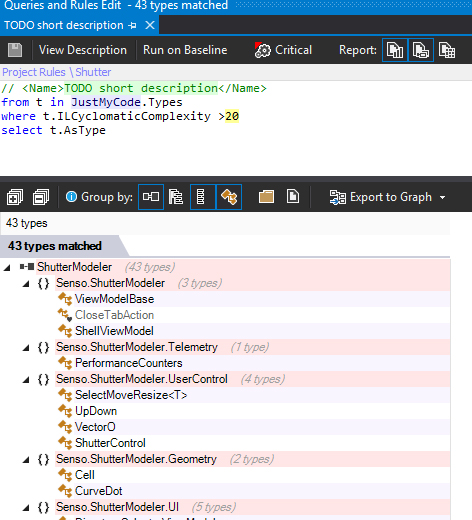 Queries and Rules Edit - 43 types matched
TODO short description
View Description Run on Baseline Critical Report:
Project Rules \ Shutter
// <Name>TODO short description</Name>
from t in JustMyCode.Types
where t.ILCyclomaticComplexity >20
select t.AsType
Group by: Export to Graph
43 types
43 types matched
ShutterModeler (43 types)
{} Senso.ShutterModeler (3 types)
ViewModelBase
CloseTabAction
ShellViewModel
{} Senso.ShutterModeler.Telemetry (1 type)
PerformanceCounters
{} Senso.ShutterModeler.UserControl (4 types)
SelectMoveResize<T>
UpDown
VectorO
ShutterControl
{} Senso.ShutterModeler.Geometry (2 types)
Cell
CurveDot
{} Senso.ShutterModeler.UI (5 types)